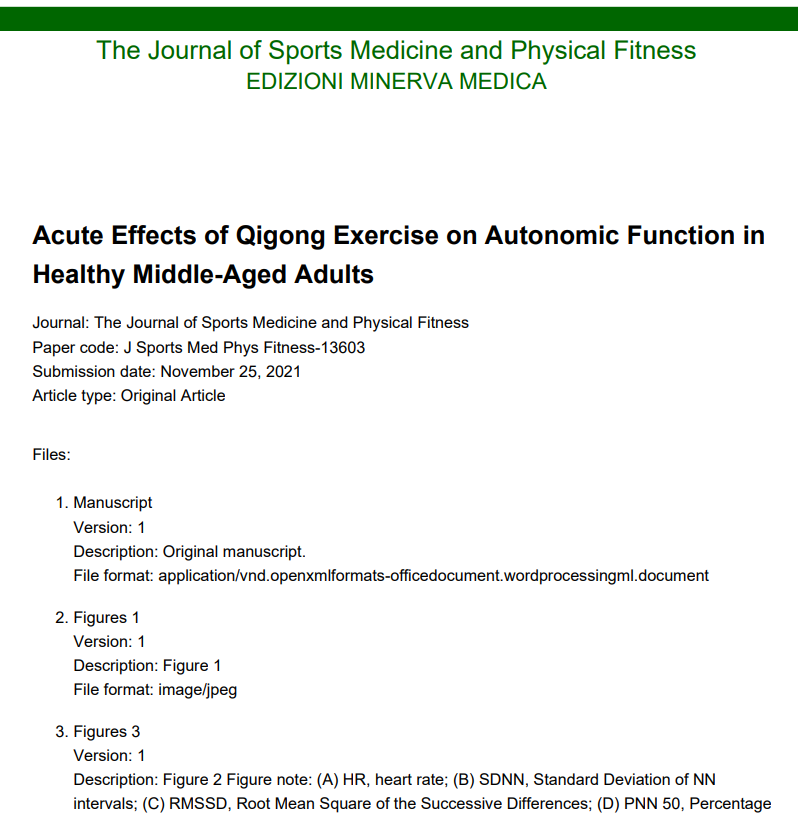 The Journal of Sports Medicine and Physical Fitness
EDIZIONI MINERVA MEDICA
Acute Effects of Qigong Exercise on Autonomic Function in
Healthy Middle-Aged Adults
Journal: The Journal of Sports Medicine and Physical Fitness
Paper code: J Sports Med Phys Fitness-13603
Submission date: November 25, 2021
Article type: Original Article
Files:
1. Manuscript
Version: 1
Description: Original manuscript.
File format: application/vnd.openxmlformats-officedocument.wordprocessingml.document
2. Figures 1
Version: 1
Description: Figure 1
File format: image/jpeg
3. Figures 3
Version: 1
Description: Figure 2 Figure note: (A) HR, heart rate; (B) SDNN, Standard Deviation of NN
intervals; (C) RMSSD, Root Mean Square of the Successive Differences; (D) PNN 50, Percentage